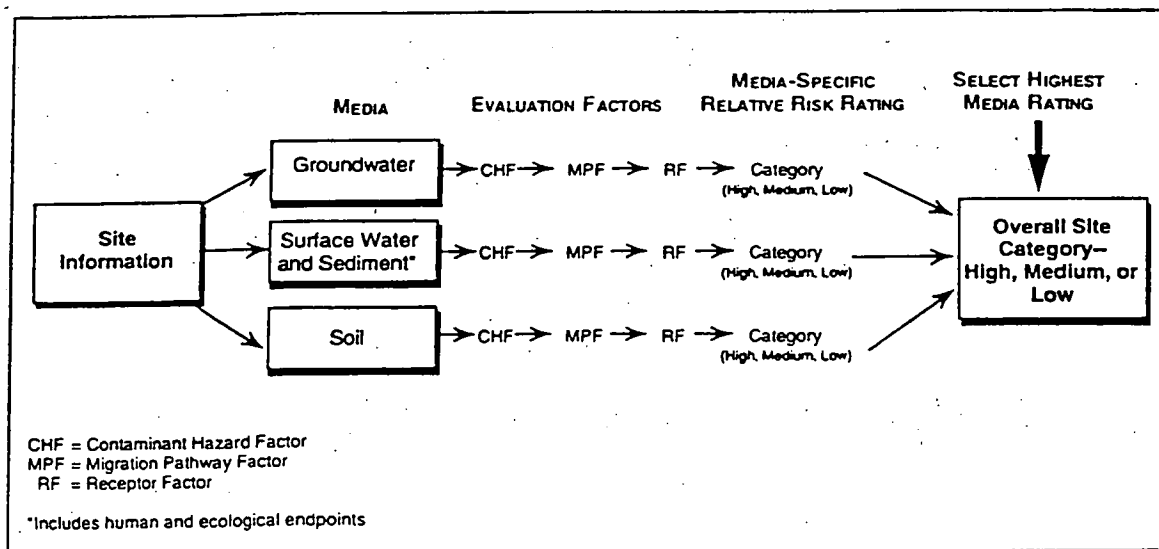 MEDIA
EVALUATION FACTORS
MEDIA-SPECIFIC
RELATIVE RISK RATING
SELECT HIGHEST
MEDIA RATING
Site
Information
Groundwater
CHF MPF RF Category
(High, Medium, Low)
Surface Water
and Sediment*
CHF MPF RF Category
(High, Medium, Low)
Soil
CHF MPF RF Category
(High, Medium, Low)
Overall Site
Category–
High, Medium, or
Low
CHF = Contaminant Hazard Factor
MPF = Migration Pathway Factor
RF = Receptor Factor
*Includes human and ecological endpoints